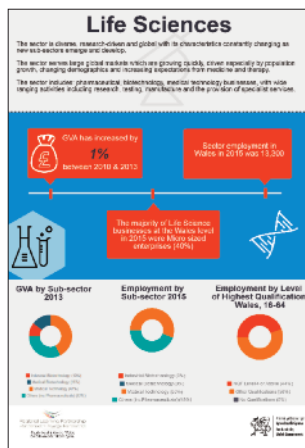 Life Sciences
The sector is diverse, research-driven and global with its characteristics constantly changing as
new sub-sectors emerge and develop.
The sector serves large global markets which are growing quickly, driven especially by population
growth, changing demographics and increasing expectations from medicine and therapy.
The sector includes: pharmaceutical, biotechnology, medical technology businesses, with wide
ranging activities including research, testing, manufacture and the provision of specialist services.
GVA has increased by
1%
between 2010 & 2013
Sector employment in
Wales in 2015 was 13,300
The majority of Life Science
businesses at the Wales level
in 2015 were Micro sized
enterprises (40%)
GVA by Sub-sector
2013
Employment by
Sub-sector 2015
Employment by Level
of Highest Qualification
Wales, 16-64